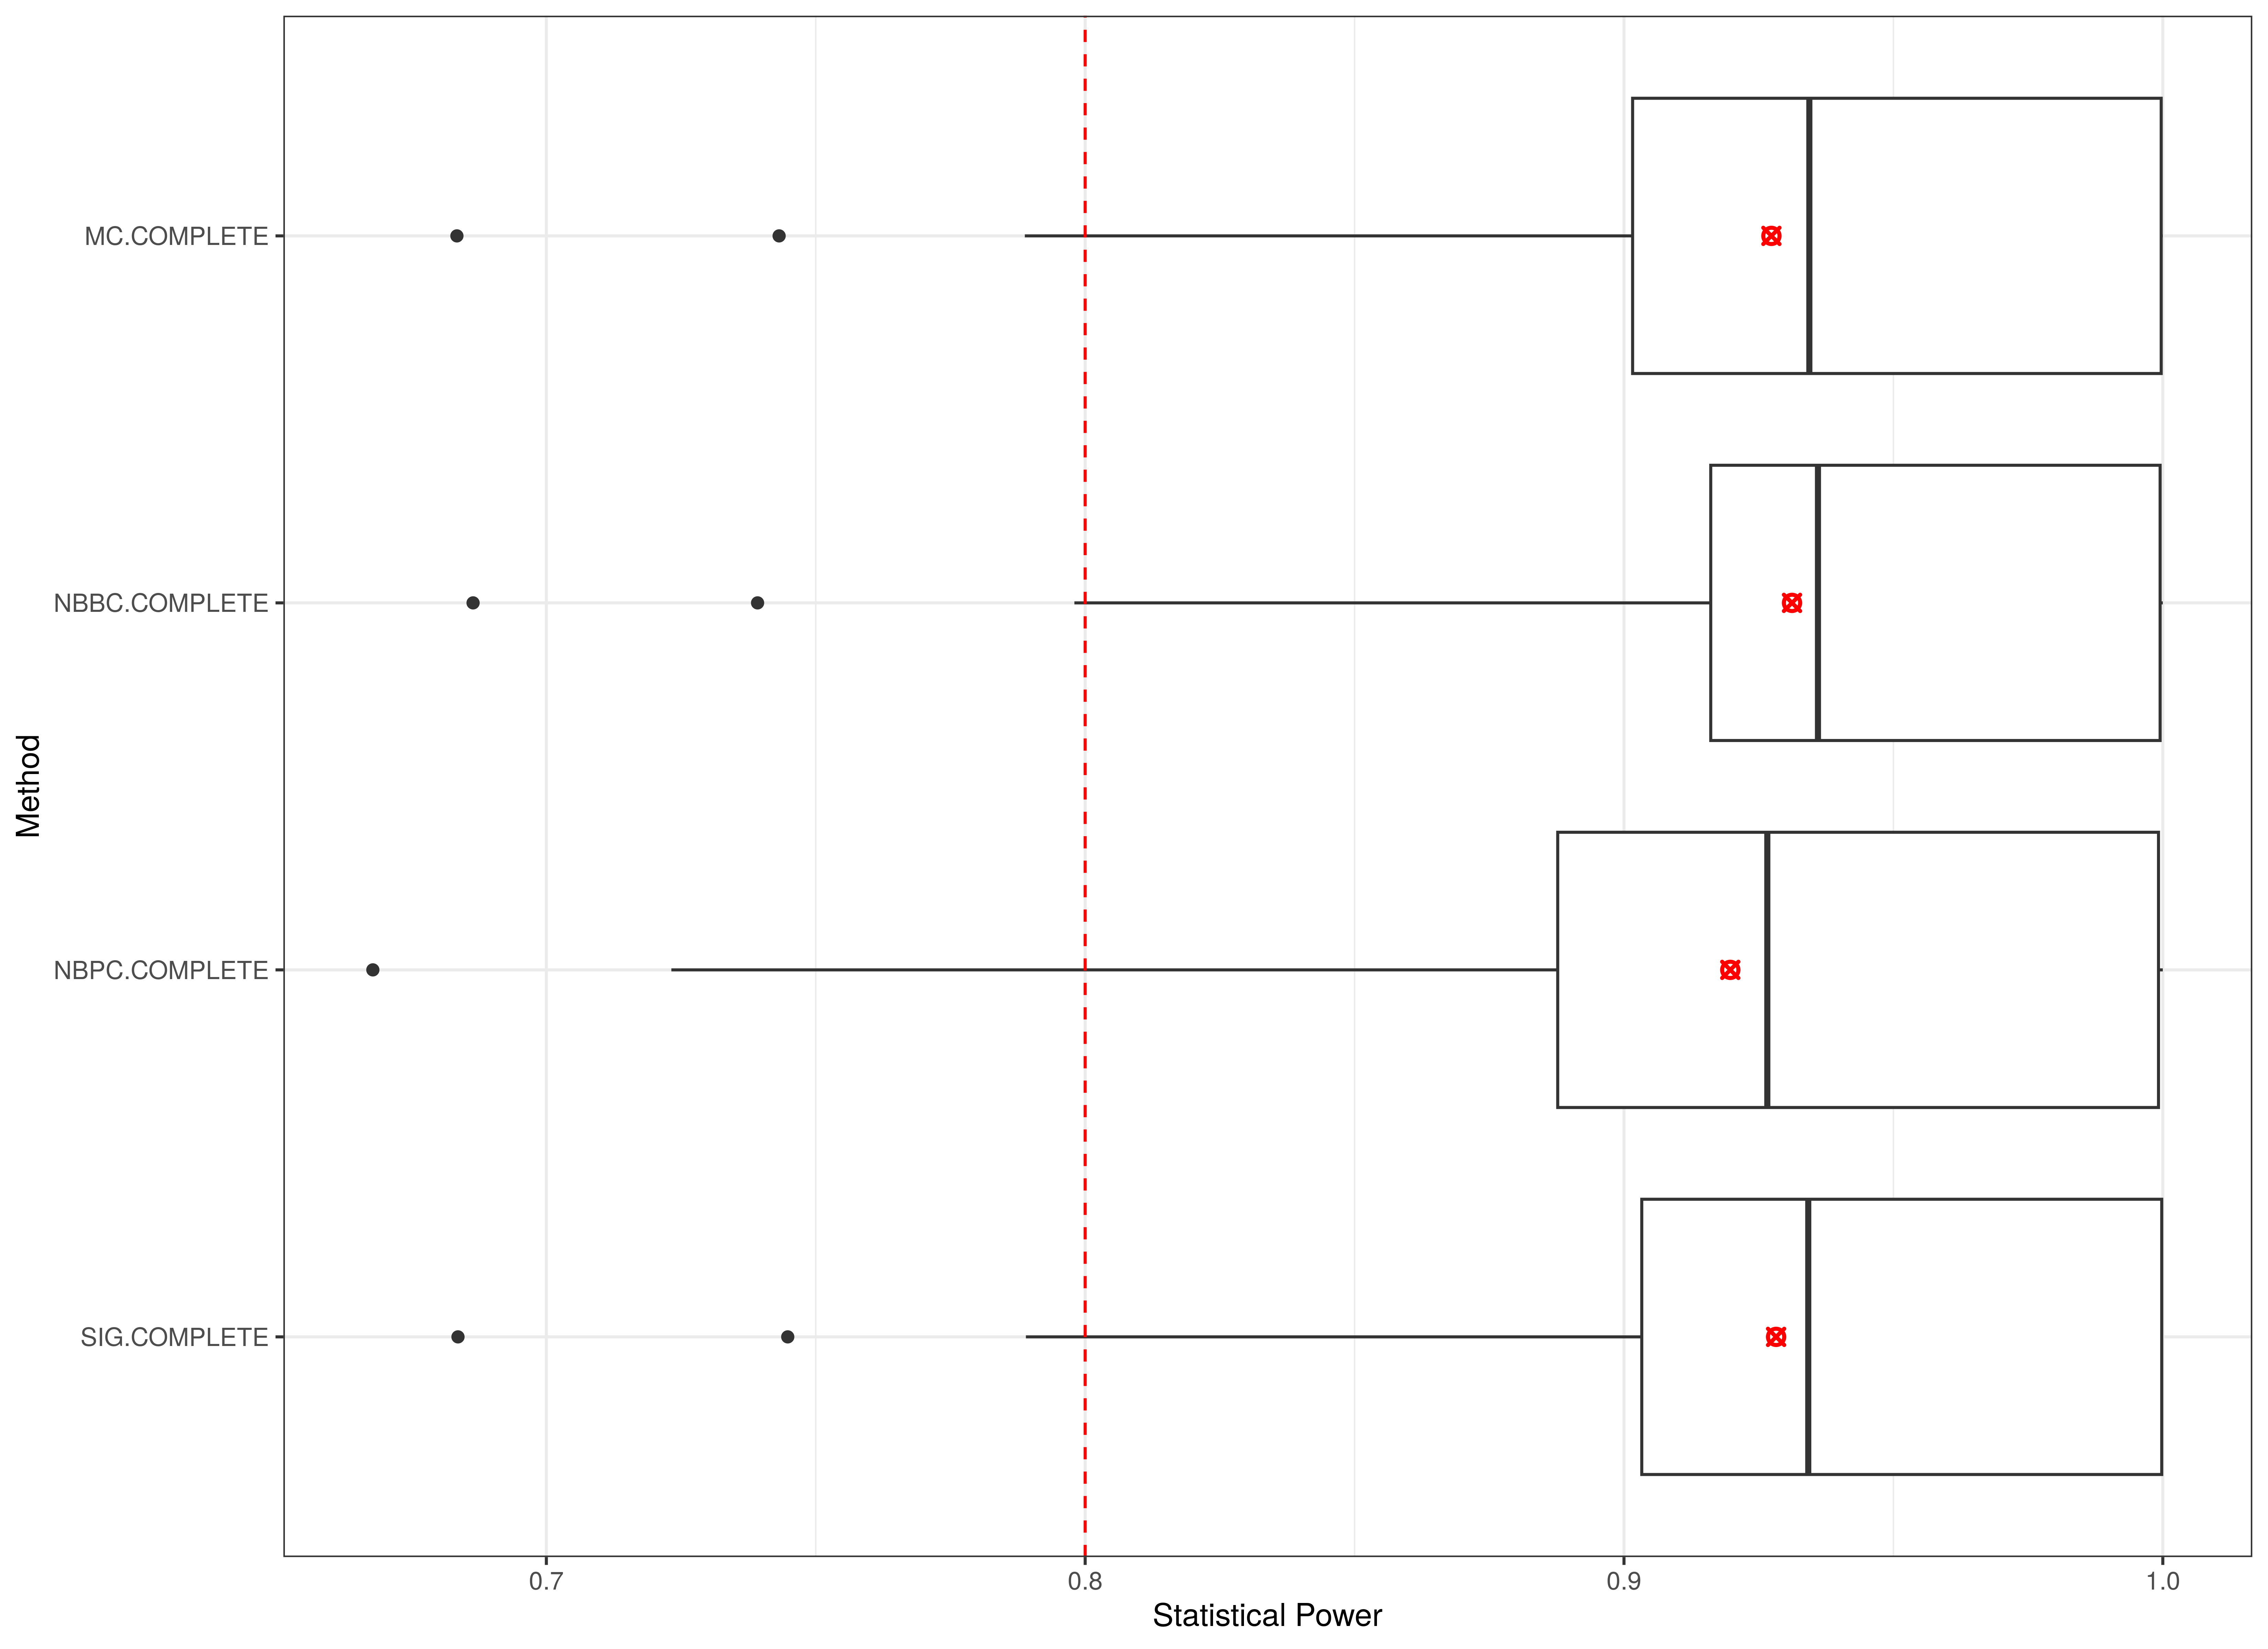 Method
MC.COMPLETE
NBBC.COMPLETE
NBPC.COMPLETE
SIG.COMPLETE
0.7 0.8 0.9 1.0
Statistical Power